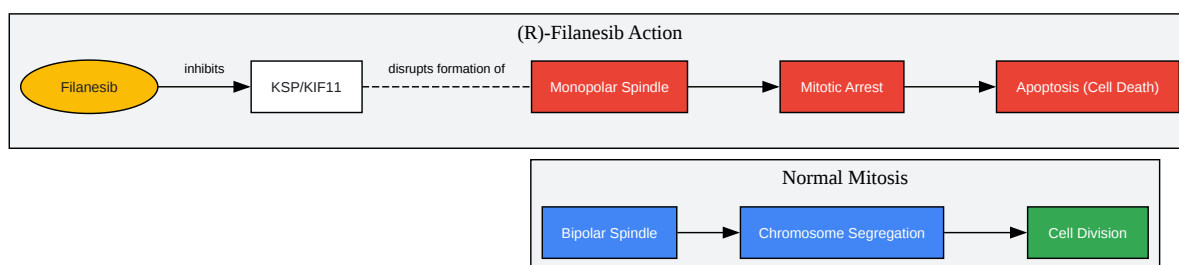 (R)-Filanesib Action
Filanesib
inhibits
KSP/KIF11
disrupts formation of
Monopolar Spindle
Mitotic Arrest
Apoptosis (Cell Death)
Normal Mitosis
Bipolar Spindle
Chromosome Segregation
Cell Division